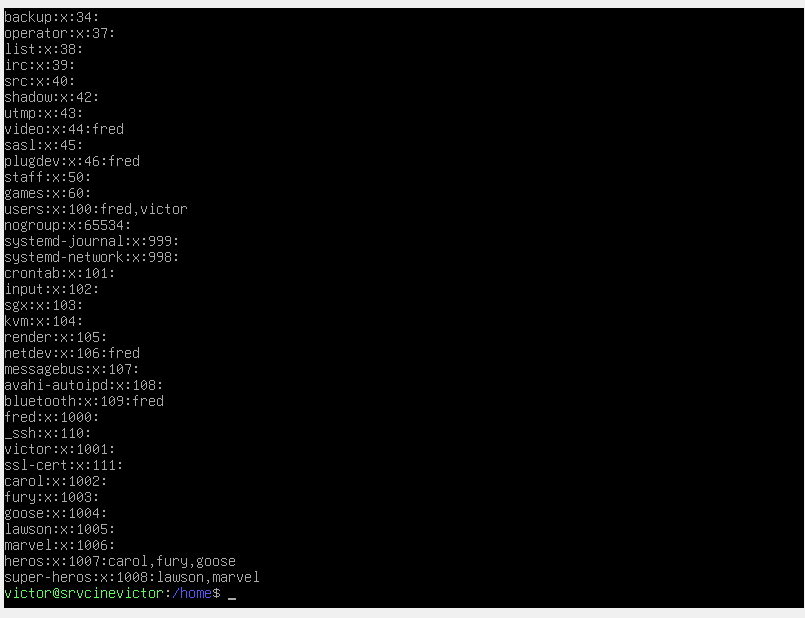 backup:x:34:
operator:x:37:
list:x:38:
irc:x:39:
src:x:40:
shadow:x:42:
utmp:x:43:
video:x:44:fred
sasl:x:45:
plugdev:x:46:fred
staff:x:50:
games:x:60:
users:x:100:fred,victor
nogroup:x:65534:
systemd-journal:x:999:
systemd-network:x:998:
crontab:x:101:
input:x:102:
sgx:x:103:
kvm:x:104:
render:x:105:
netdev:x:106:fred
messagebus:x:107:
avahi-autoipd:x:108:
bluetooth:x:109:fred
fred:x:1000:
_ssh:x:110:
victor:x:1001:
ssl-cert:x:111:
carol:x:1002:
fury:x:1003:
goose:x:1004:
lawson:x:1005:
marvel:x:1006:
heros:x:1007:carol,fury,goose
super-heros:x:1008:lawson,marvel
victor@srvcinevictor:/home$ _